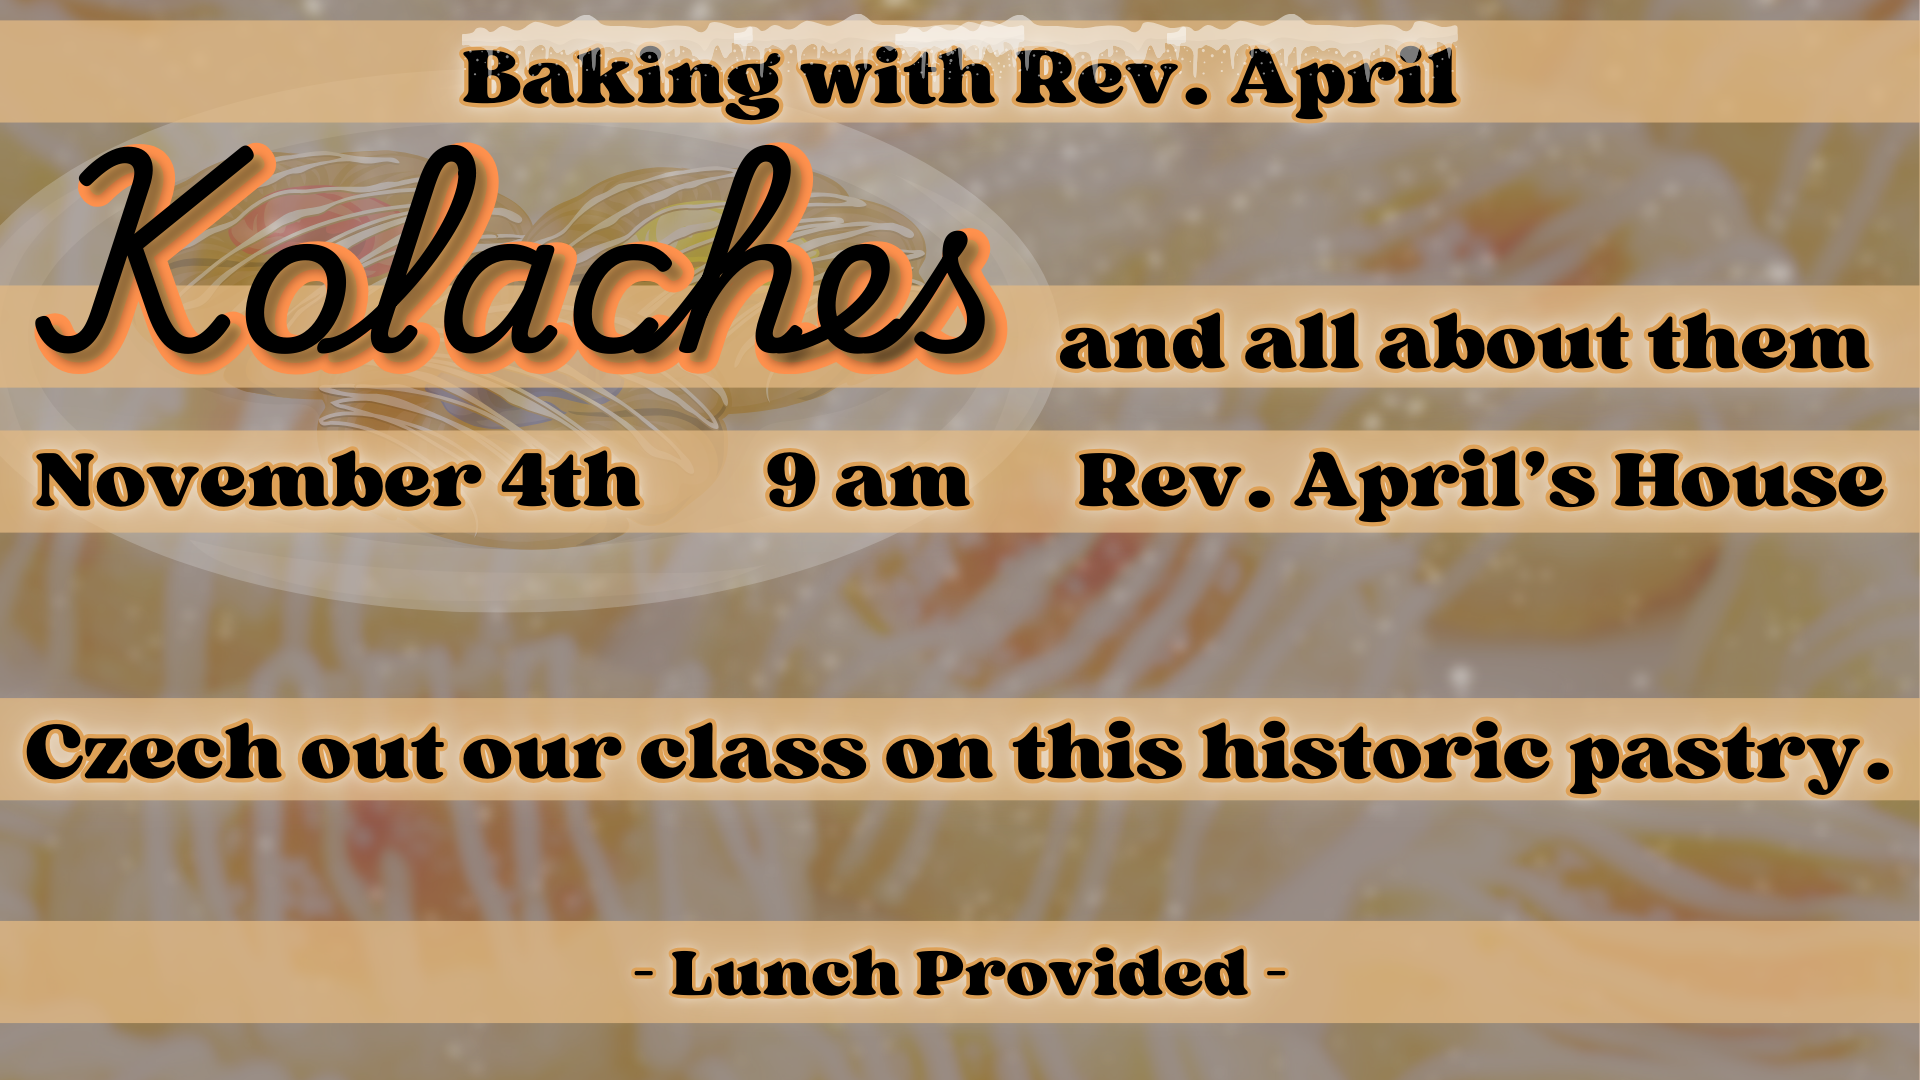 Baking with Rev. April
Kolaches and all about them
November 4th 9 am Rev. April's House
Czech out our class on this historic pastry.
- Lunch Provided -